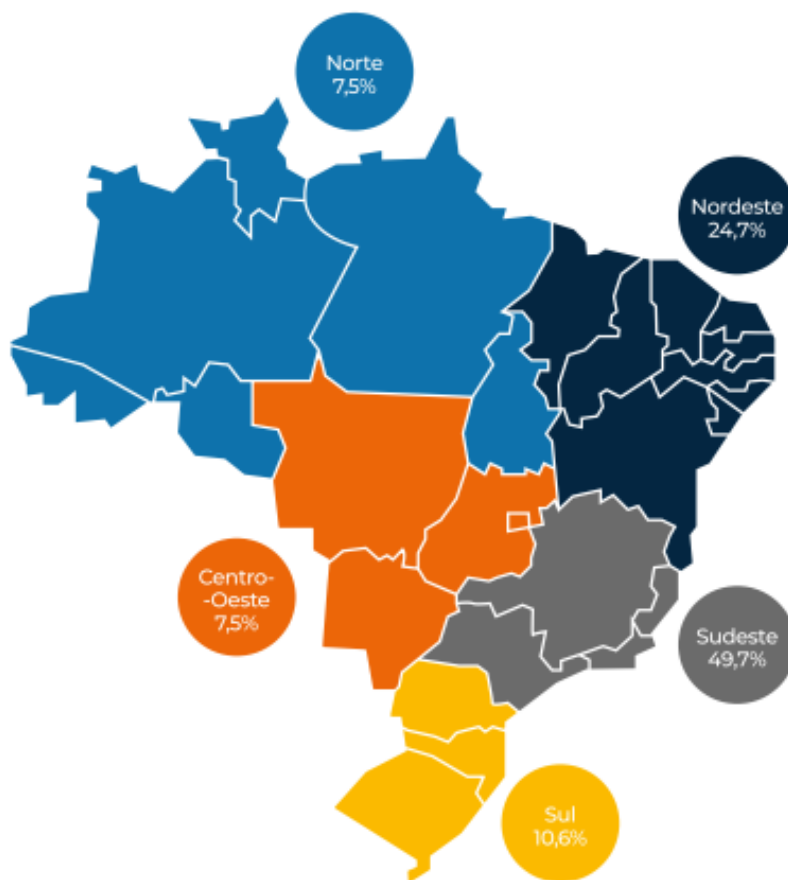 Norte
7,5%
Nordeste
24,7%
Centro-
-Oeste
7,5%
Sudeste
49,7%
Sul
10,6%